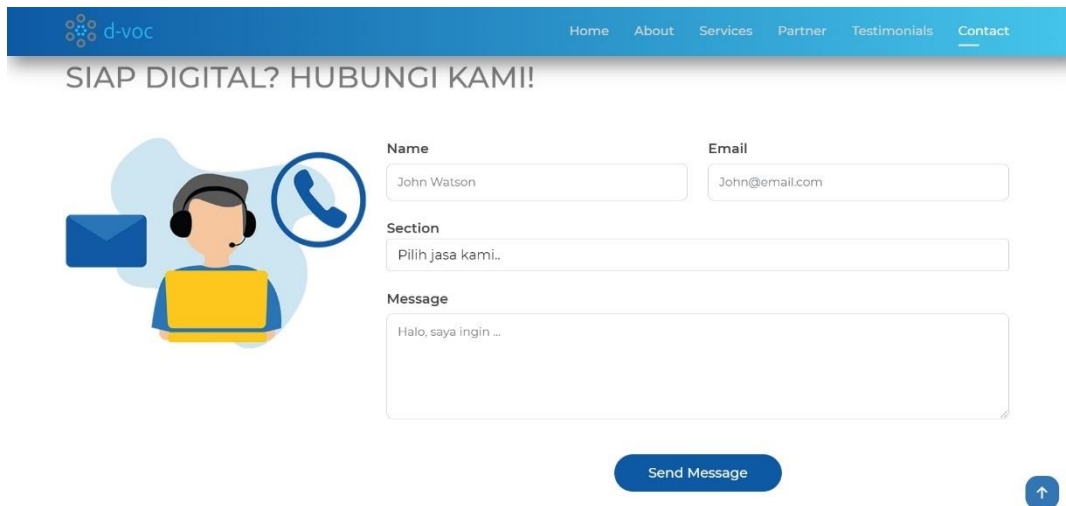 d-voc
Home About Services Partner Testimonials Contact
SIAP DIGITAL? HUBUNGI KAMI!
Name Email
John Watson John@email.com
Section
Pilih jasa kami..
Message
Halo, saya ingin ...
Send Message